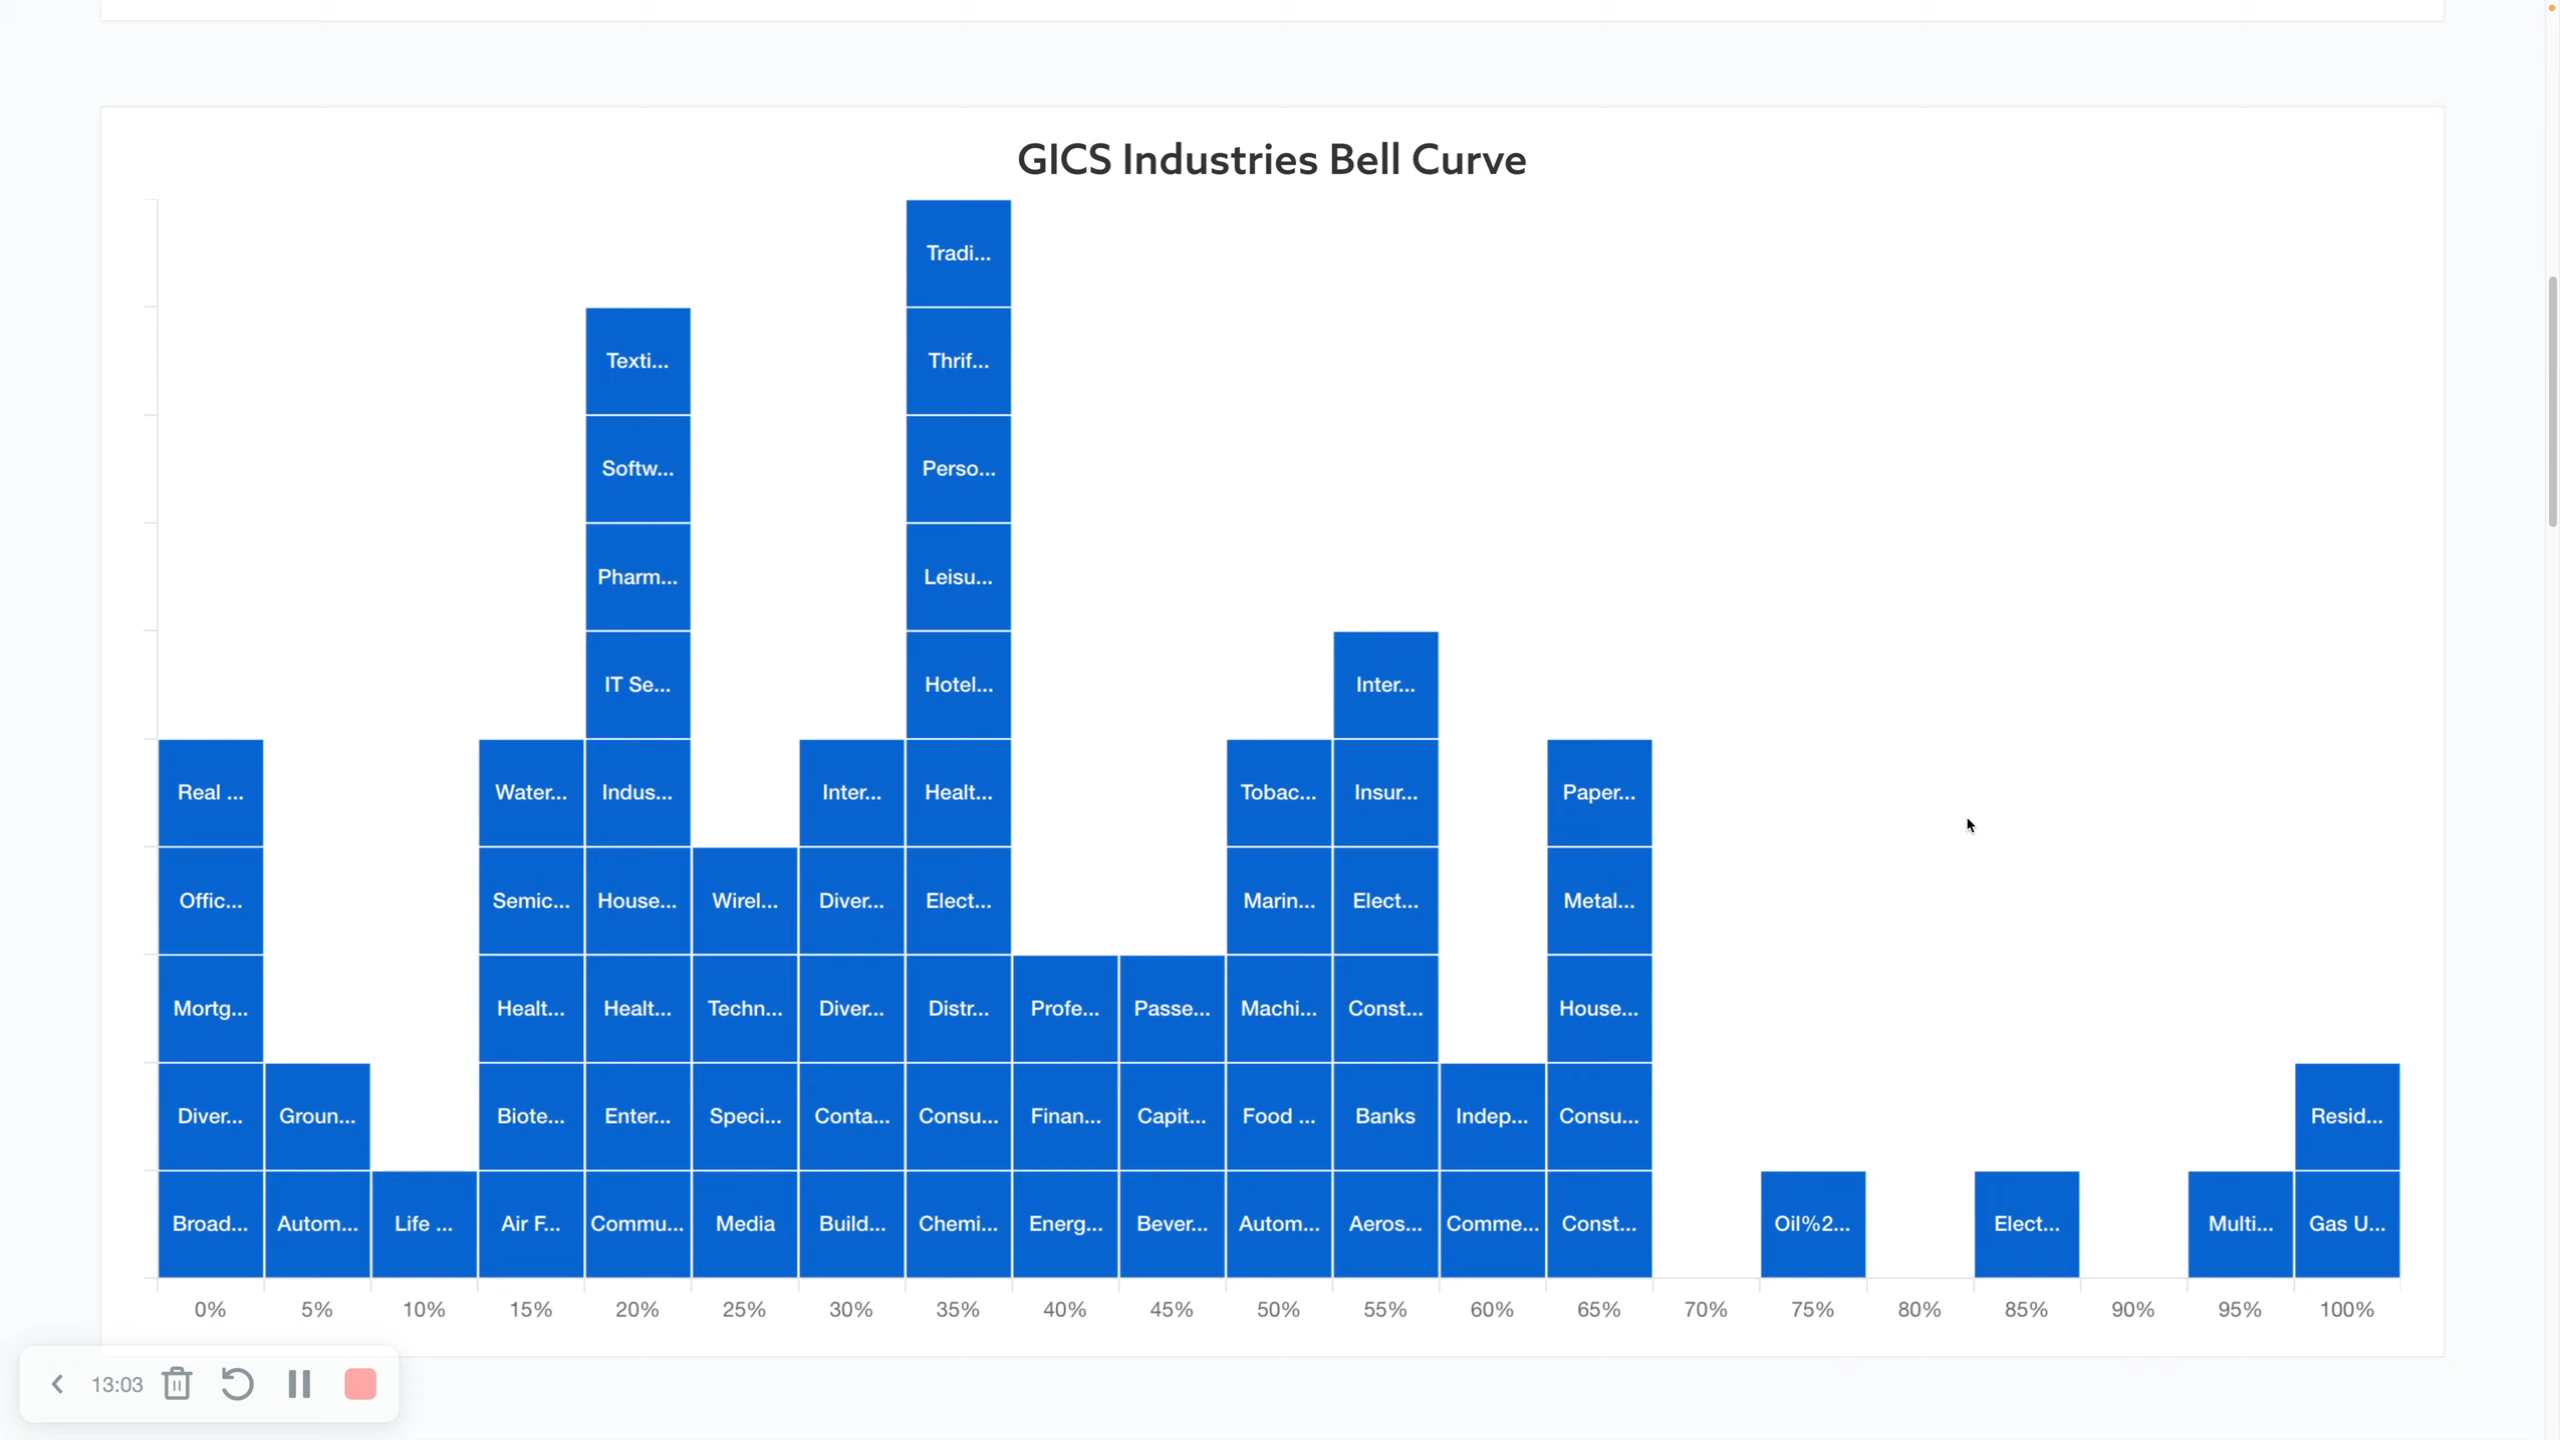 GICS Industries Bell Curve
Tradi...
Texti... Thrif...
Softw... Perso...
Pharm... Leisu...
IT Se... Hotel... Inter...
Real ... Water... Indus... Inter... Healt... Tobac... Insur... Paper...
Offic... Semic... House... Wirel... Diver... Elect... Marin... Elect... Metal...
Mortg... Healt... Healt... Techn... Diver... Distr... Profe... Passe... Machi... Const... House...
Diver... Groun... Biote... Enter... Speci... Conta... Consu... Finan... Capit... Food ... Banks Indep... Consu... Resid...
Broad... Autom... Life ... Air F... Commu... Media Build... Chemi... Energ... Bever... Autom... Aeros... Comme... Const... Oil%2... Elect... Multi... Gas U...
0% 5% 10% 15% 20% 25% 30% 35% 40% 45% 50% 55% 60% 65% 70% 75% 80% 85% 90% 95% 100%
13:03